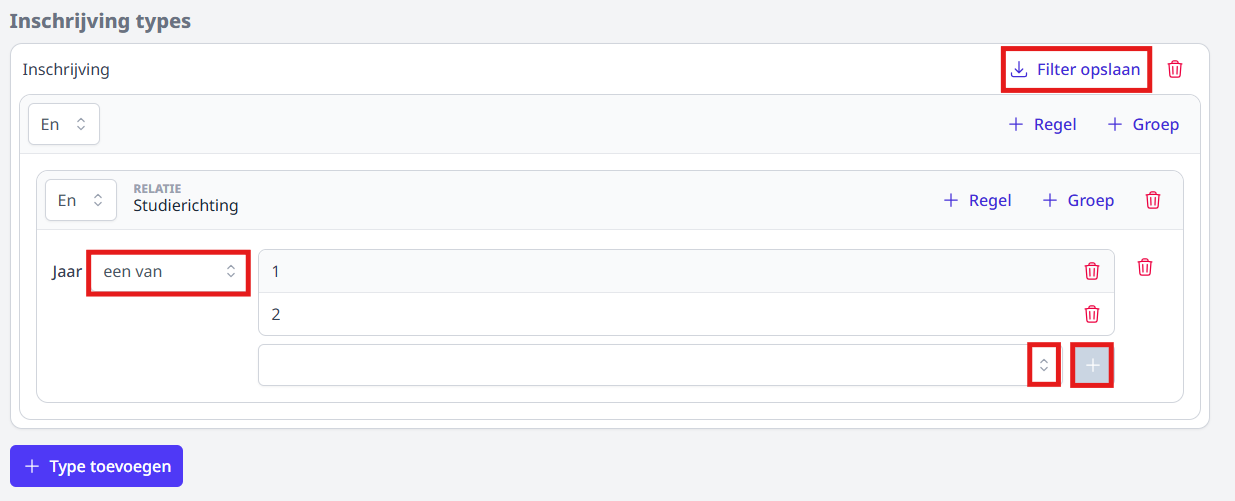 Inschrijving types
Inschrijving
Filter opslaan
En
Regel
Groep
En
RELATIE
Studierichting
Regel
Groep
Jaar
een van
1
2
Type toevoegen